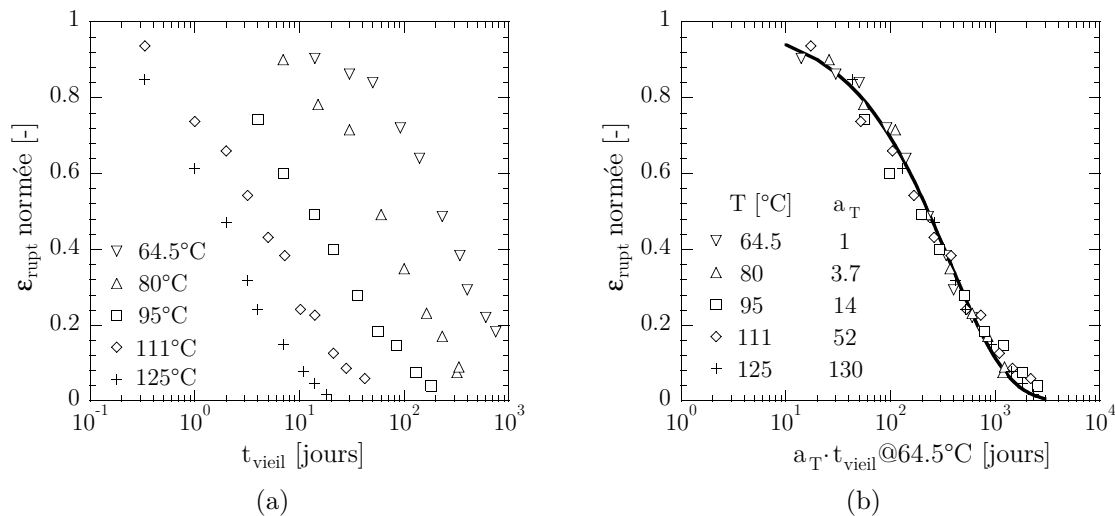 1
0.8
0.6
0.4
0.2
0
ε_rupt normée [-]
64.5°C
80°C
95°C
111°C
125°C
10^-1 10^0 10^1 10^2 10^3
t_vieil [jours]
(a)
1
0.8
0.6
0.4
0.2
0
ε_rupt normée [-]
T [°C] a_T
64.5 1
80 3.7
95 14
111 52
125 130
10^0 10^1 10^2 10^3 10^4
a_T·t_vieil@64.5°C [jours]
(b)